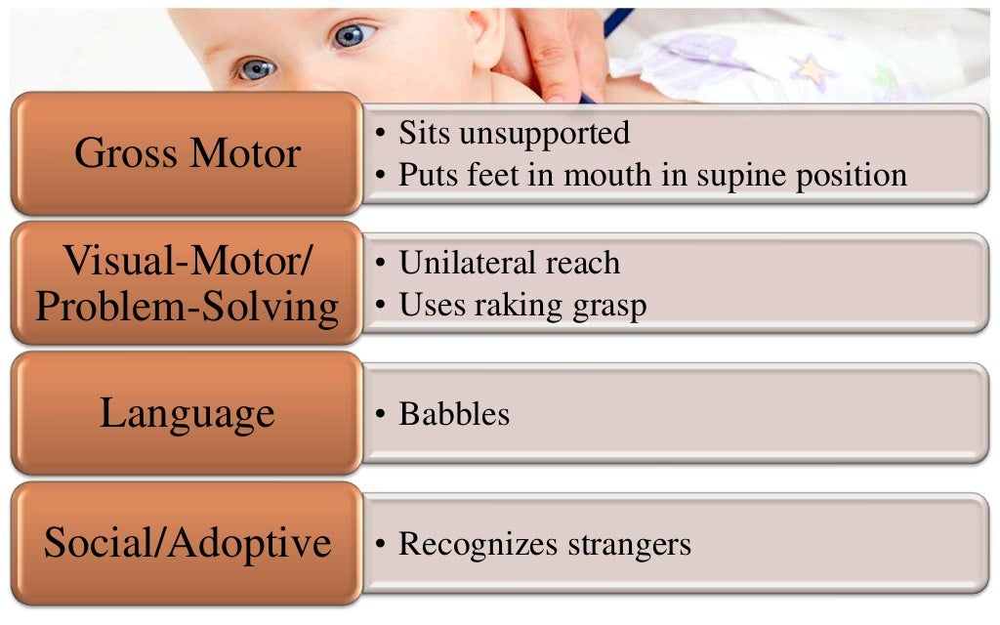 Gross Motor
• Sits unsupported
• Puts feet in mouth in supine position
Visual-Motor/
Problem-Solving
• Unilateral reach
• Uses raking grasp
Language
• Babbles
Social/Adoptive
• Recognizes strangers